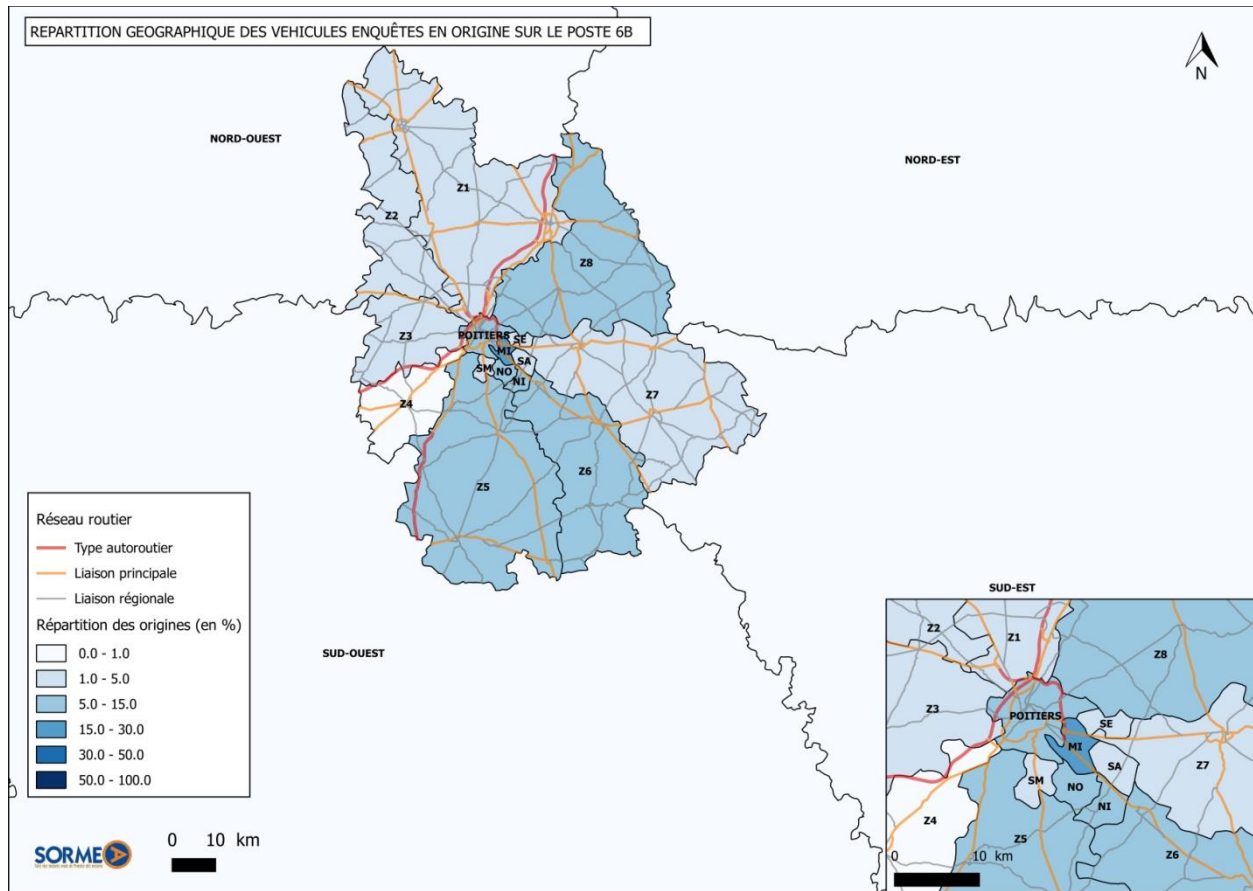 REPARTITION GEOGRAPHIQUE DES VEHICULES ENQUÊTES EN ORIGINE SUR LE POSTE 6B
N
NORD-OUEST
NORD-EST
Z1
Z2
Z8
Z3
POITIERS
SE
MI
SA
SM
NO
NI
Z4
Z7
Z5
Z6
SUD-OUEST
SUD-EST
Réseau routier
Type autoroutier
Liaison principale
Liaison régionale
Répartition des origines (en %)
0.0 - 1.0
1.0 - 5.0
5.0 - 15.0
15.0 - 30.0
30.0 - 50.0
50.0 - 100.0
SORMEA
0 10 km
Z2
Z1
Z8
Z3
POITIERS
SE
MI
SA
Z7
SM
NO
NI
Z4
Z5
Z6
0 10 km